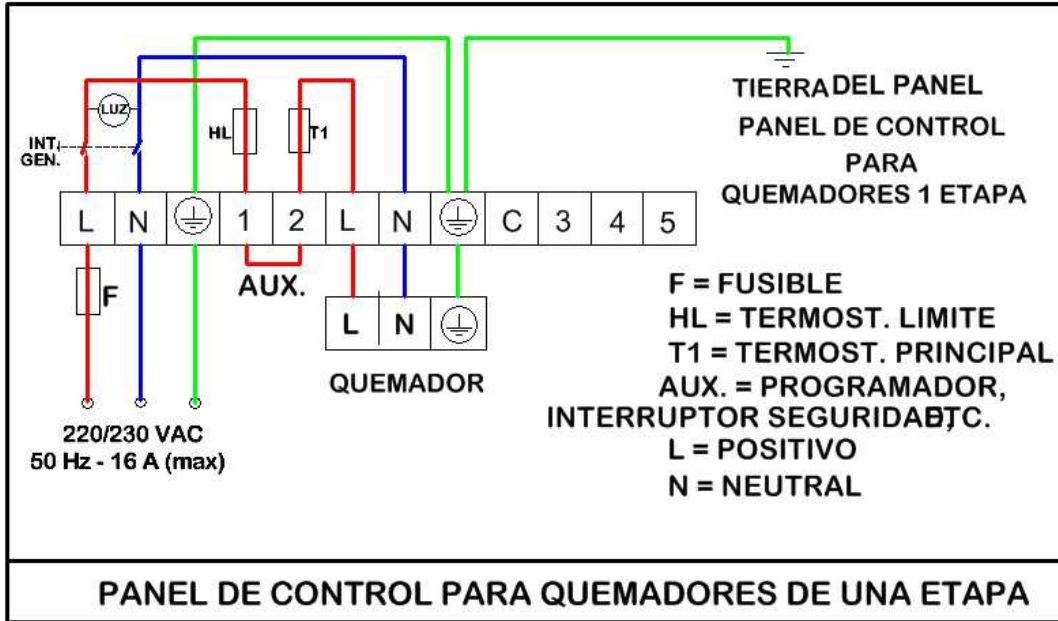 TIERRA DEL PANEL
PANEL DE CONTROL
PARA
QUEMADORES 1 ETAPA
LUZ
INT.
GEN.
HL
T1
L N 1 2 L N C 3 4 5
F
AUX.
L N
QUEMADOR
220/230 VAC
50 Hz - 16 A (max)
F = FUSIBLE
HL = TERMOST. LIMITE
T1 = TERMOST. PRINCIPAL
AUX. = PROGRAMADOR,
INTERRUPTOR SEGURIDAD, ETC.
L = POSITIVO
N = NEUTRAL
PANEL DE CONTROL PARA QUEMADORES DE UNA ETAPA